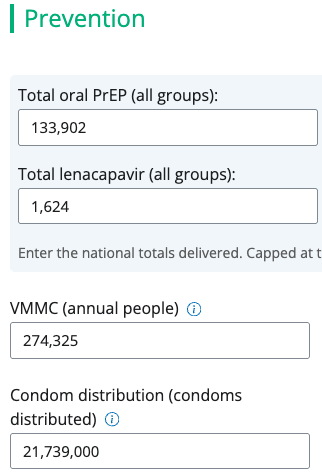 Prevention
Total oral PrEP (all groups):
133,902
Total lenacapavir (all groups):
1,624
Enter the national totals delivered. Capped at t
VMMC (annual people)
274,325
Condom distribution (condoms
distributed)
21,739,000